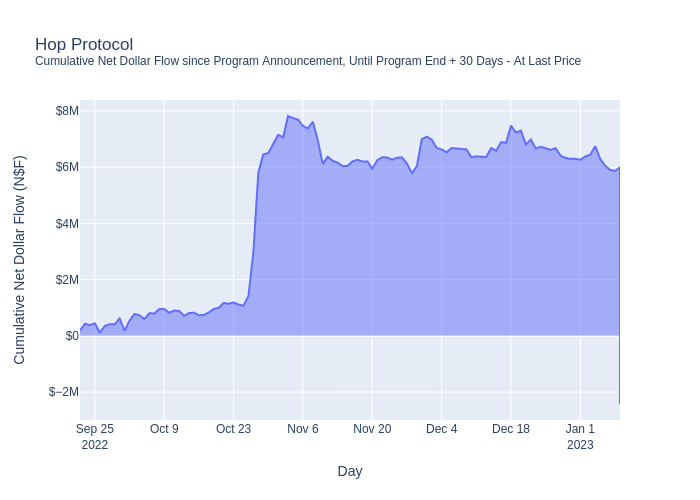 Hop Protocol
Cumulative Net Dollar Flow since Program Announcement, Until Program End + 30 Days - At Last Price
Cumulative Net Dollar Flow (N$F)
$8M
$6M
$4M
$2M
$0
$−2M
Sep 25 Oct 9 Oct 23 Nov 6 Nov 20 Dec 4 Dec 18 Jan 1
2022 2023
Day